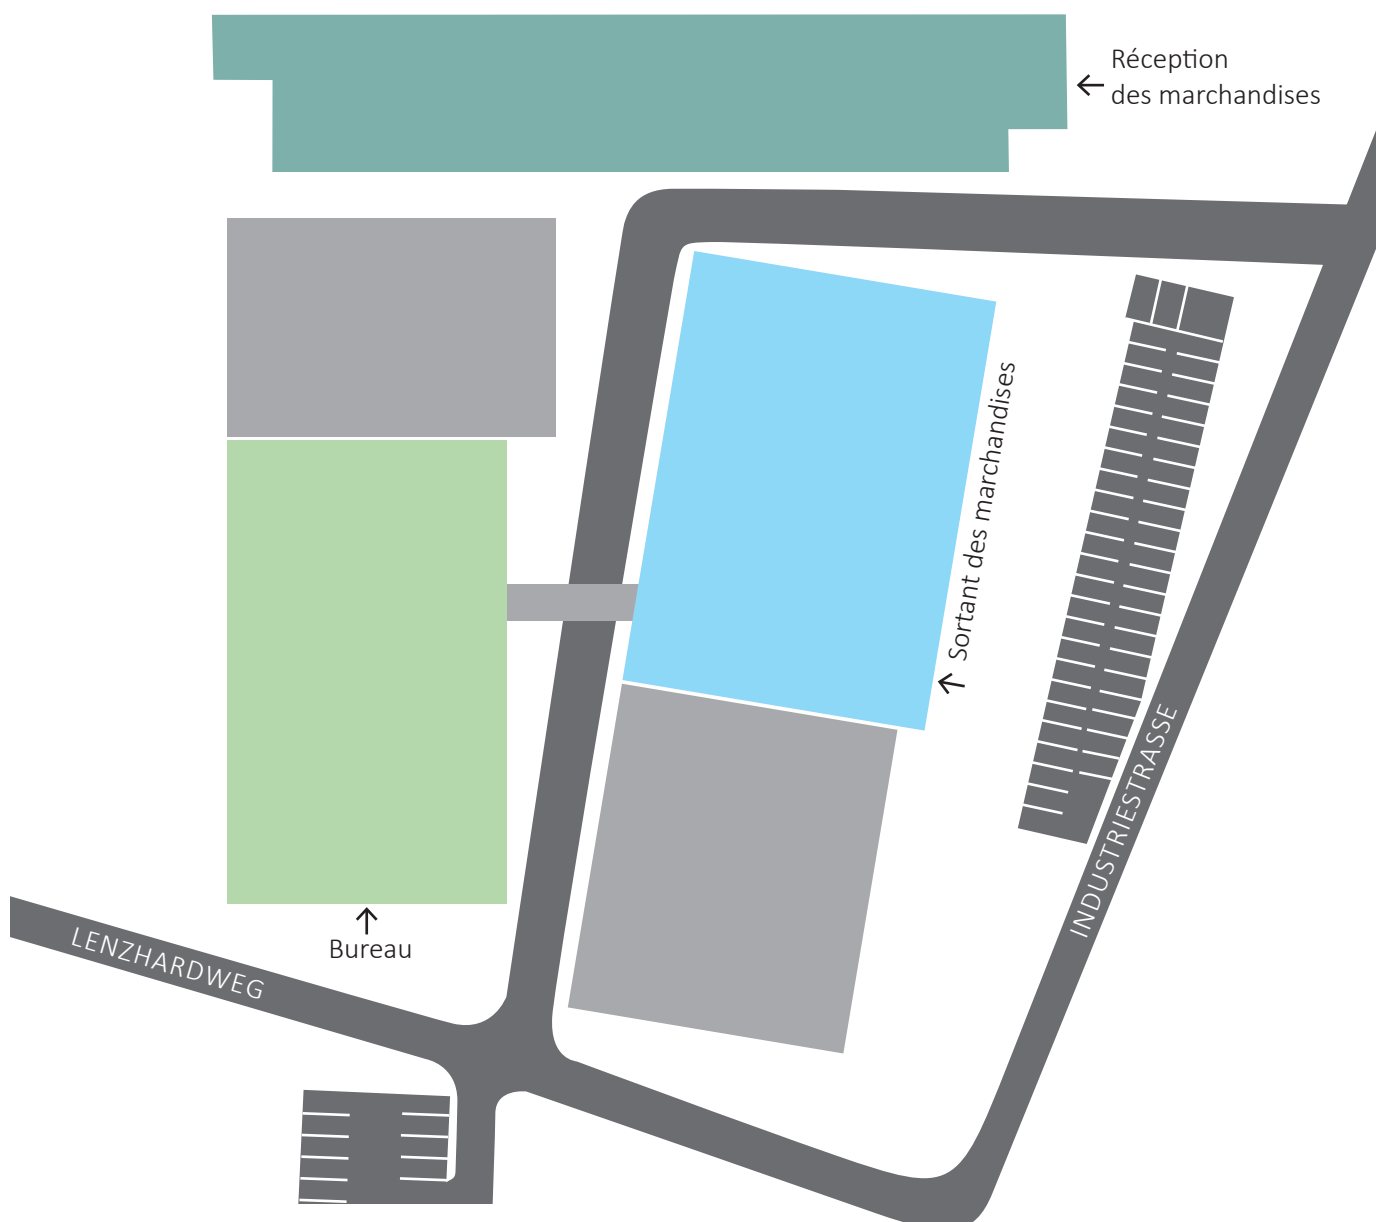 Réception
des marchandises
Sortant des marchandises
INDUSTRIESTRASSE
Bureau
LENZHARDWEG